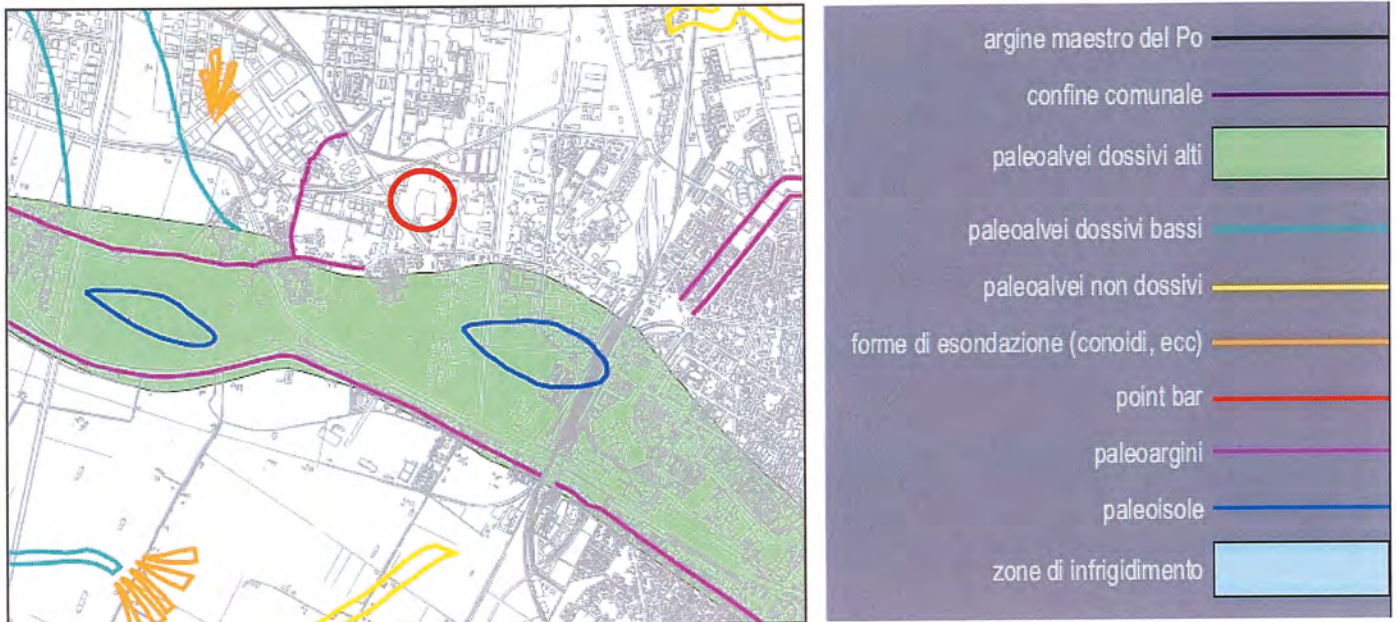 argine maestro del Po
confine comunale
paleoalvei dossivi alti
paleoalvei dossivi bassi
paleoalvei non dossivi
forme di esondazione (conoidi, ecc)
point bar
paleoargini
paleoisole
zone di infrigidimento